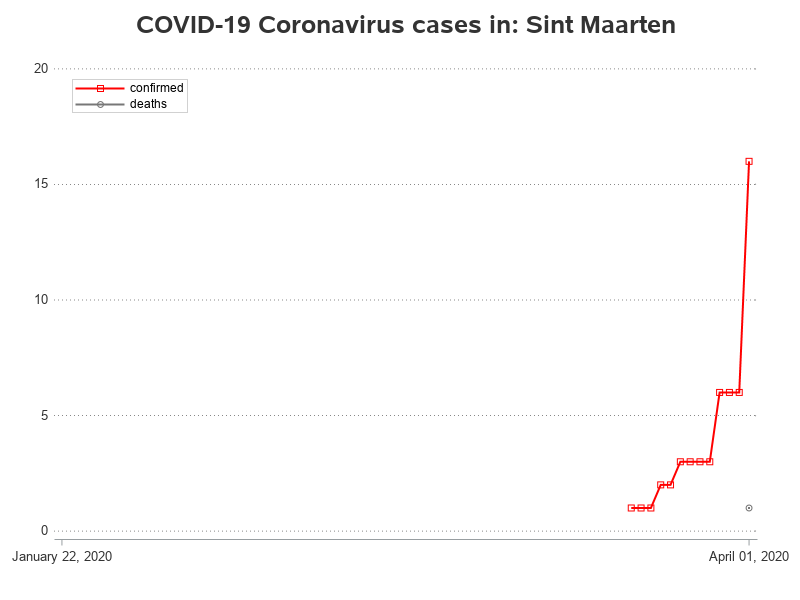 COVID-19 Coronavirus cases in: Sint Maarten
20
confirmed
deaths
15
10
5
0
January 22, 2020
April 01, 2020